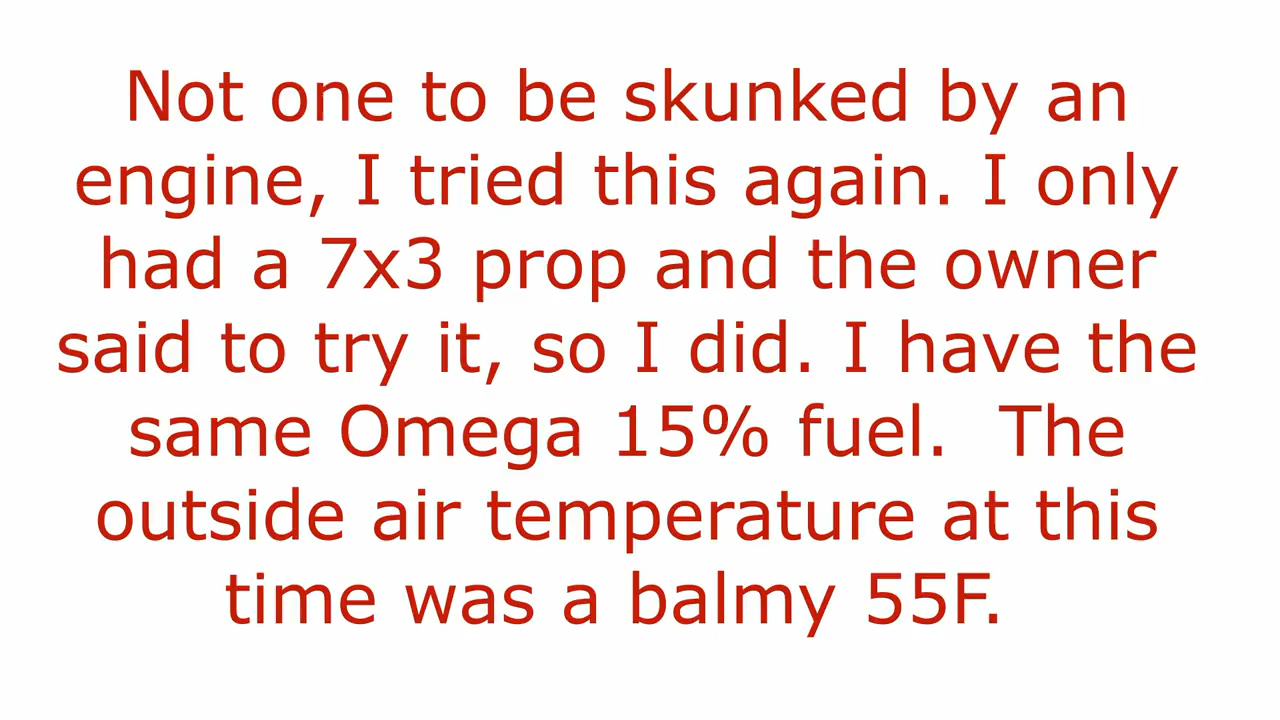 Not one to be skunked by an
engine, I tried this again. I only
had a 7x3 prop and the owner
said to try it, so I did. I have the
same Omega 15% fuel.  The
outside air temperature at this
time was a balmy 55F.